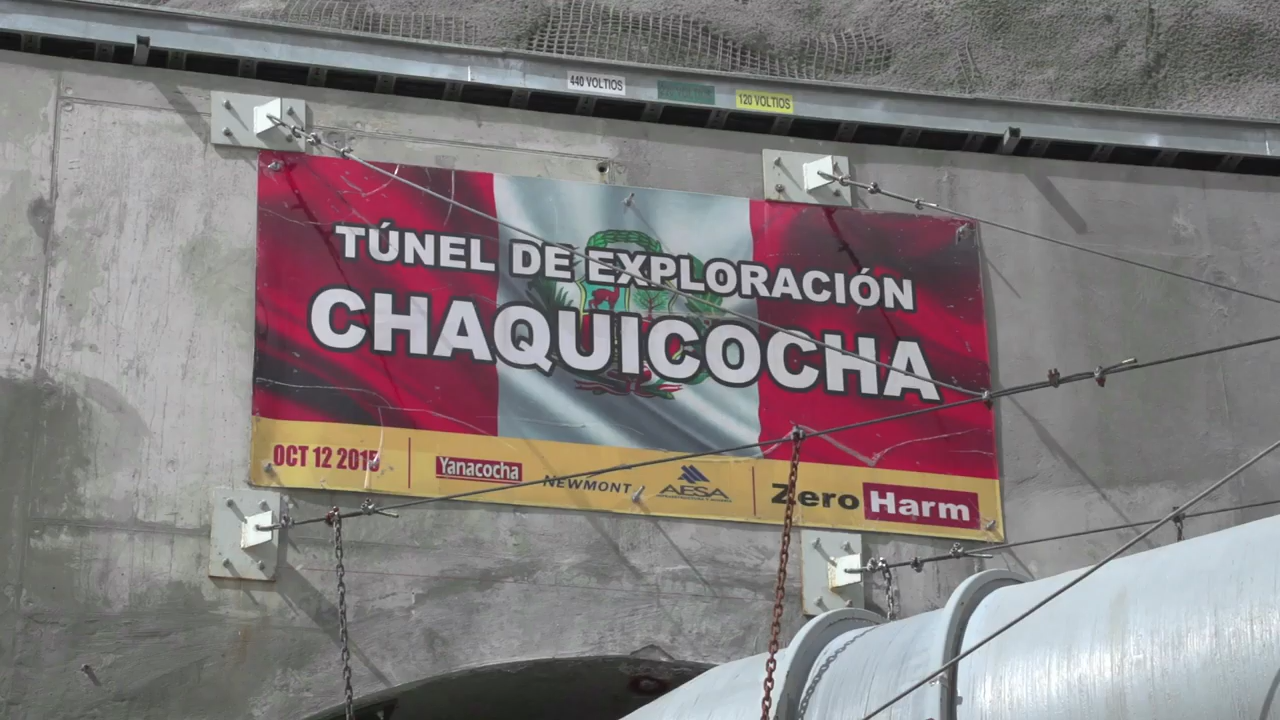 440 VOLTIOS
120 VOLTIOS
TÚNEL DE EXPLORACIÓN
CHAQUICOCHA
OCT 12 2015
Yanacocha
NEWMONT
AESA
Zero Harm